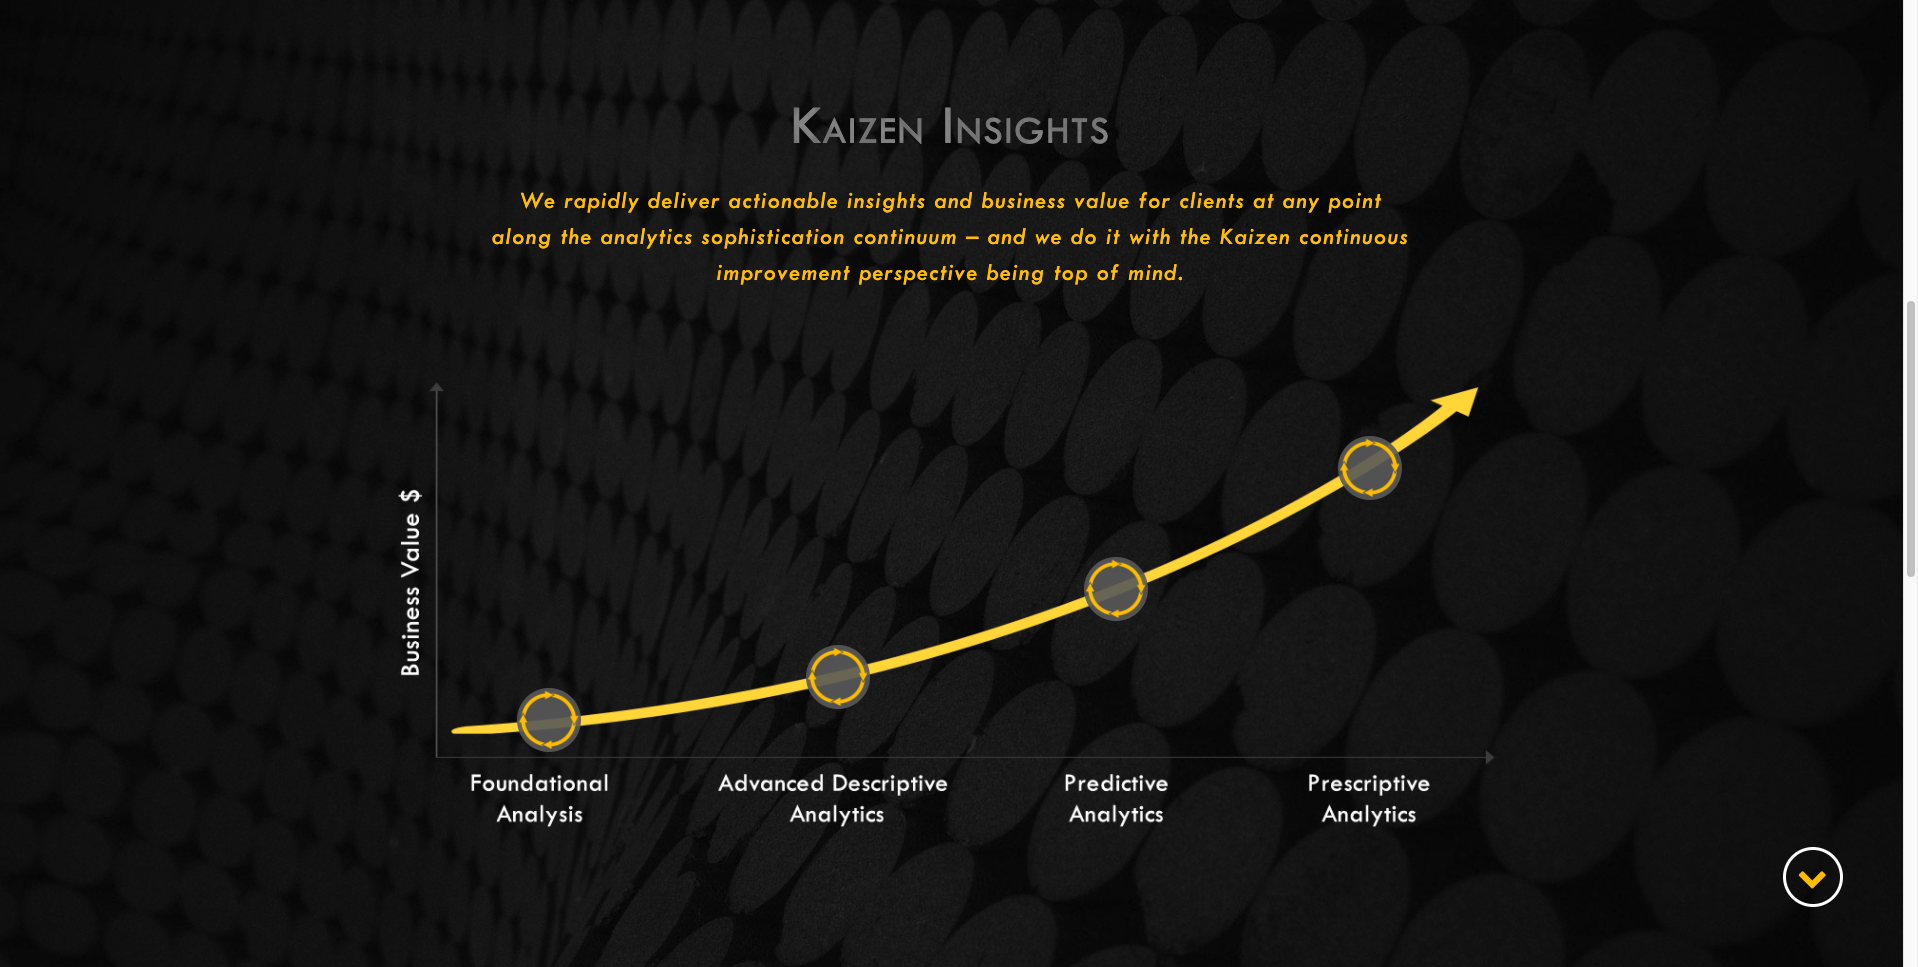 Kaizen Insights
We rapidly deliver actionable insights and business value for clients at any point
along the analytics sophistication continuum – and we do it with the Kaizen continuous
improvement perspective being top of mind.
Business Value $
Foundational
Analysis
Advanced Descriptive
Analytics
Predictive
Analytics
Prescriptive
Analytics